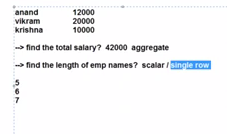 anand 12000
vikram 20000
krishna 10000
--> find the total salary? 42000 aggregate
--> find the length of emp names? scalar / single row
5
6
7